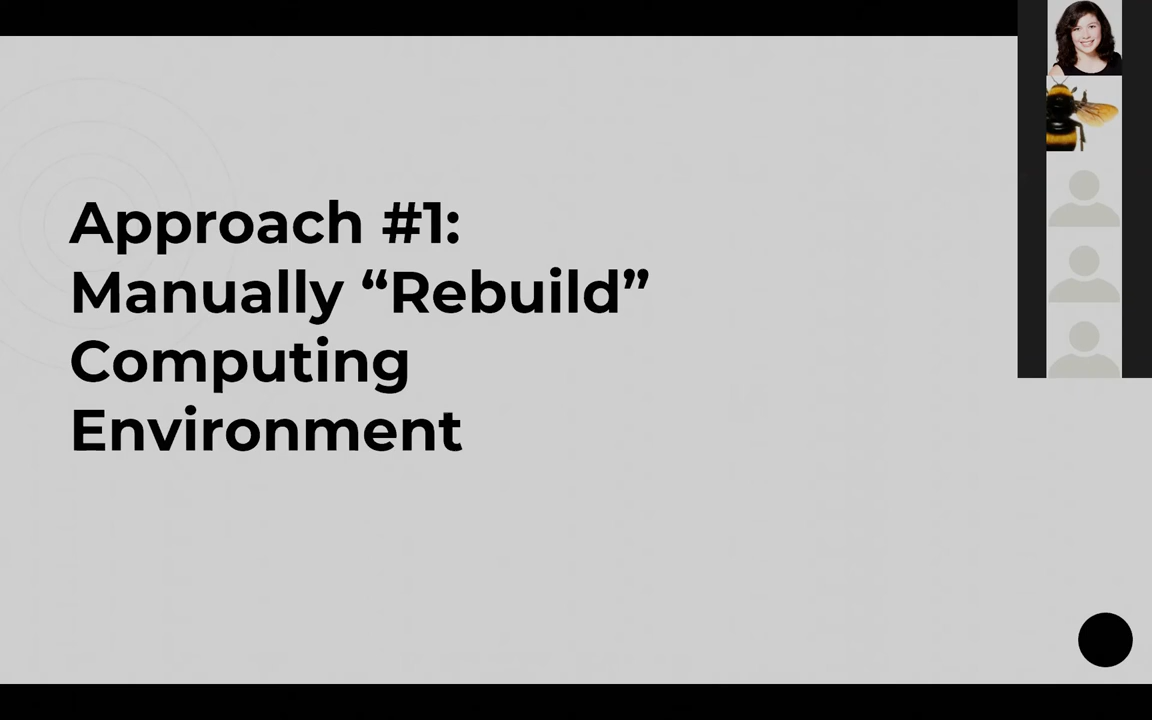 Approach #1:
Manually “Rebuild”
Computing
Environment